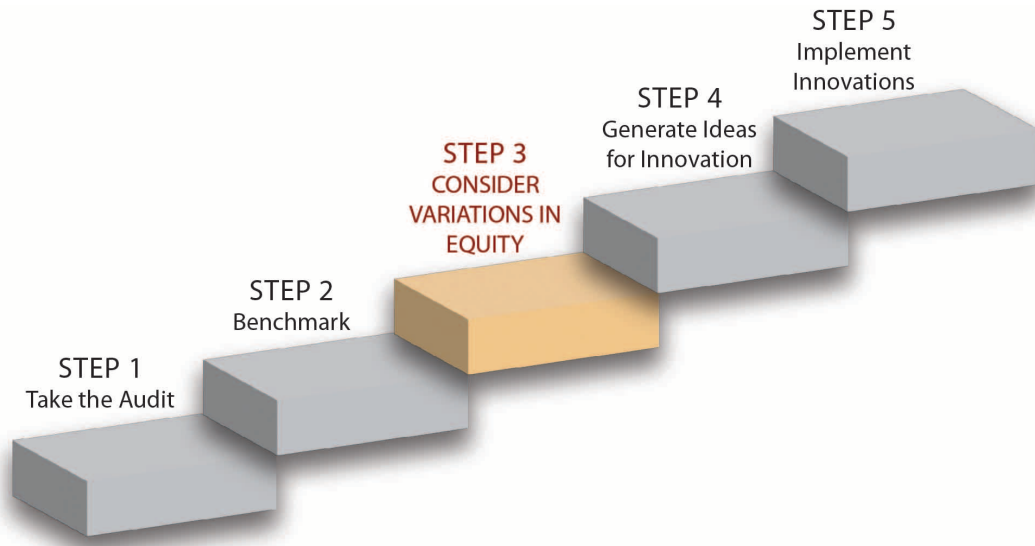 STEP 1
Take the Audit
STEP 2
Benchmark
STEP 3
CONSIDER
VARIATIONS IN
EQUITY
STEP 4
Generate Ideas
for Innovation
STEP 5
Implement
Innovations